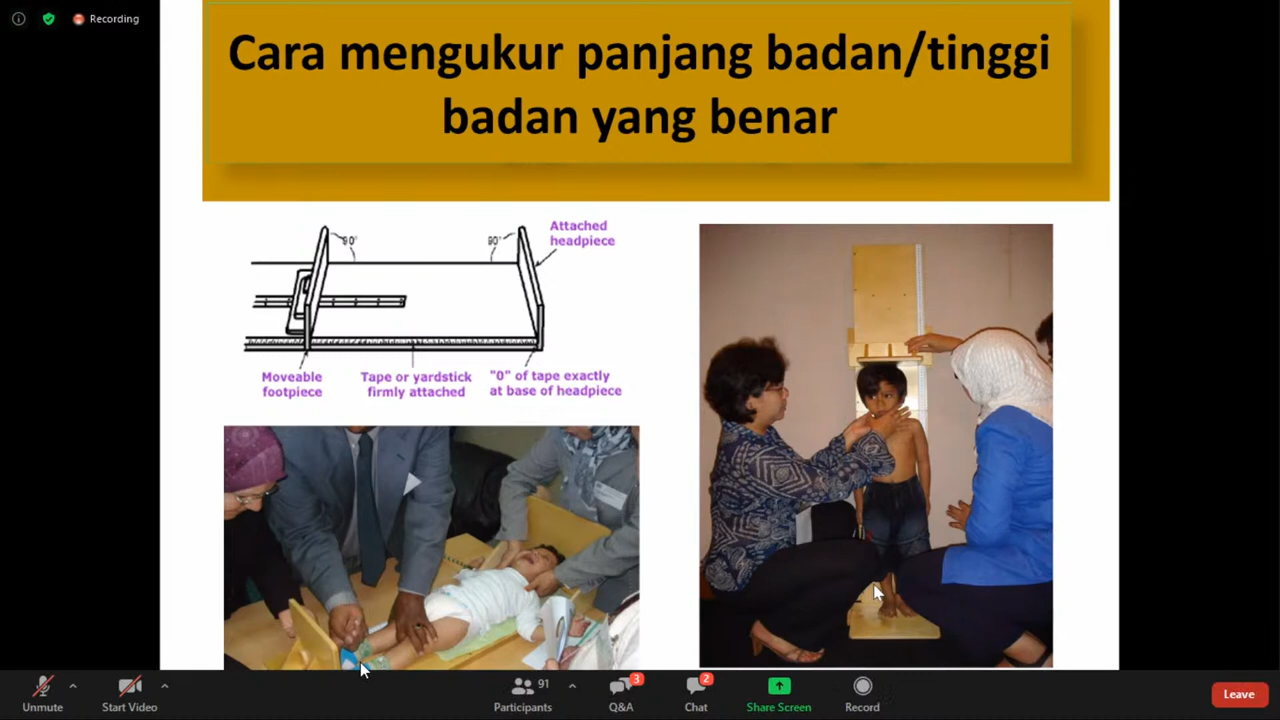 Recording
Cara mengukur panjang badan/tinggi
badan yang benar
Attached
headpiece
90°
90°
Moveable
footpiece
Tape or yardstick
firmly attached
"0" of tape exactly
at base of headpiece
Unmute
Start Video
91
Participants
3
Q&A
2
Chat
Share Screen
Record
Leave